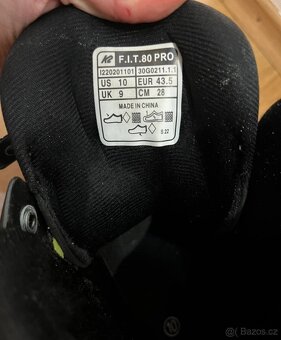 K2 F.I.T.80 PRO
I220201101 30G0211.1.1
US 10 EUR 43.5
UK 9 CM 28
MADE IN CHINA
10
© Bazos.cz